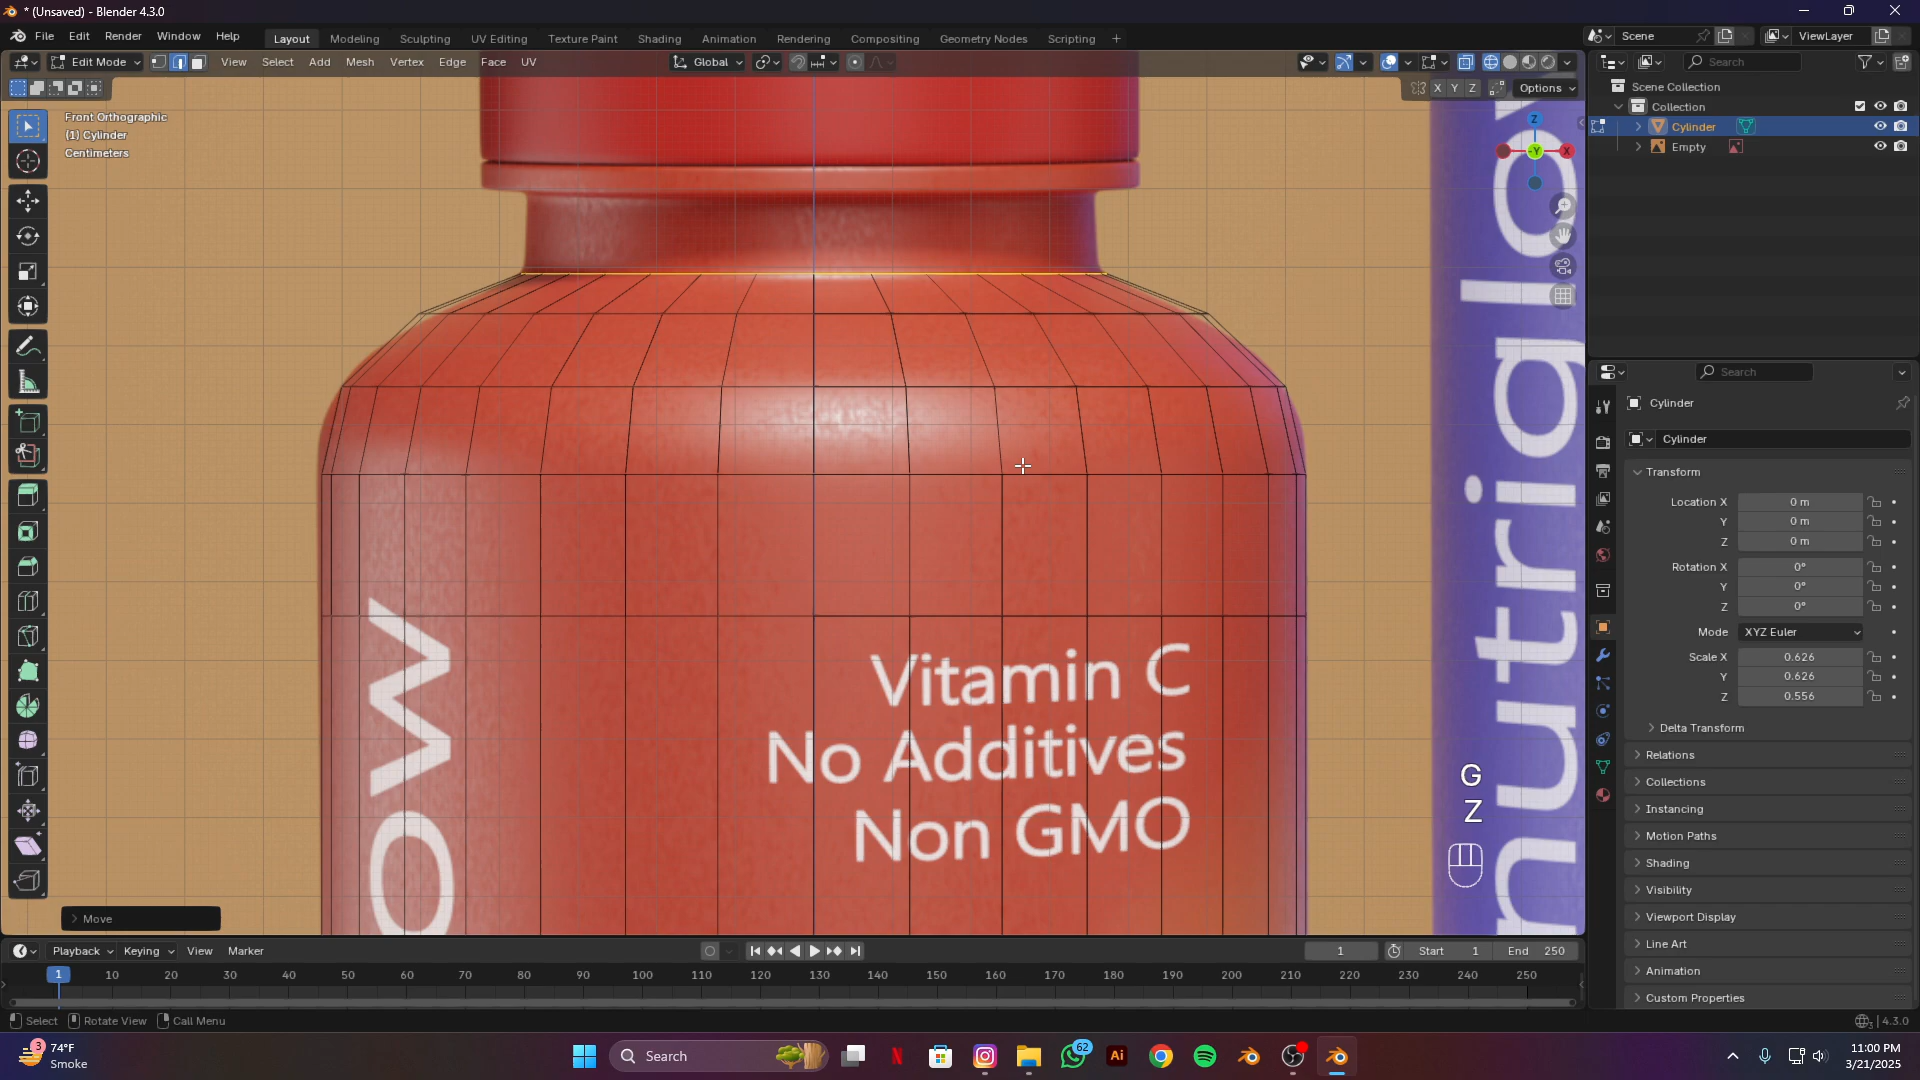 * (Unsaved) - Blender 4.3.0
File Edit Render Window Help
Layout Modeling Sculpting UV Editing Texture Paint Shading Animation Rendering Compositing Geometry Nodes Scripting +
Scene
ViewLayer
Edit Mode View Select Add Mesh Vertex Edge Face UV
Global
X Y Z Options
Front Orthographic
(1) Cylinder
Centimeters
Z
X
-Y
Search
Scene Collection
Collection
Cylinder
Empty
Search
Cylinder
Cylinder
Transform
Location X 0 m
Y 0 m
Z 0 m
Rotation X 0°
Y 0°
Z 0°
Mode XYZ Euler
Scale X 0.626
Y 0.626
Z 0.556
Delta Transform
Relations
Collections
Instancing
Motion Paths
Shading
Visibility
Viewport Display
Line Art
Animation
Custom Properties
Vitamin C
No Additives
Non GMO
ow
nutrialo
G
Z
Move
Playback Keying View Marker
1 Start 1 End 250
1 10 20 30 40 50 60 70 80 90 100 110 120 130 140 150 160 170 180 190 200 210 220 230 240 250
Select Rotate View Call Menu
4.3.0
3
74°F
Smoke
Search
62
Ai
11:00 PM
3/21/2025